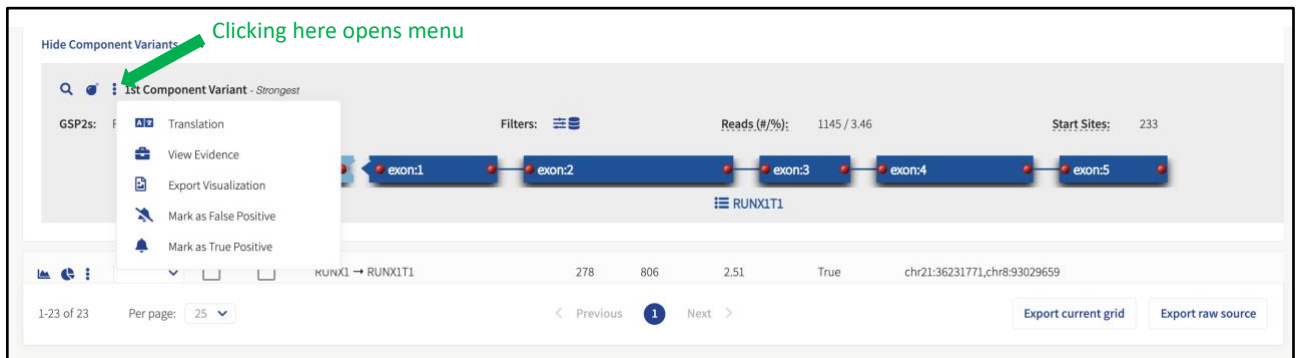 Clicking here opens menu
Hide Component Variants
1st Component Variant - Strongest
GSP2s: Filters: Reads (#/%): 1145 / 3.46 Start Sites: 233
Translation
View Evidence
Export Visualization
Mark as False Positive
Mark as True Positive
exon:1 exon:2 exon:3 exon:4 exon:5
RUNX1T1
RUNX1 → RUNX1T1 278 806 2.51 True chr21:36231771,chr8:93029659
1-23 of 23 Per page: 25 < Previous 1 Next > Export current grid Export raw source